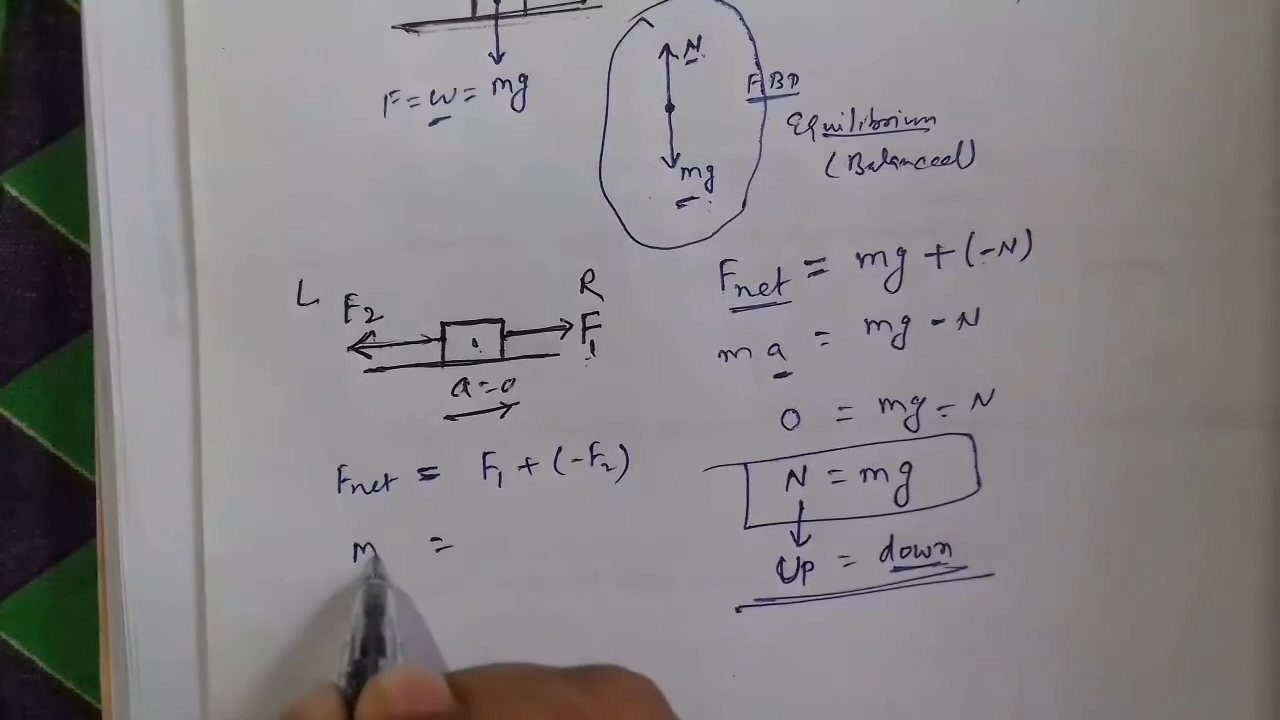 F = W = mg
N
mg
FBD
Equilibrium
(Balanced)
L
F2
R
F1
a = 0
Fnet = F1 + (-F2)
m =
Fnet = mg + (-N)
ma = mg - N
0 = mg - N
N = mg
Up = down